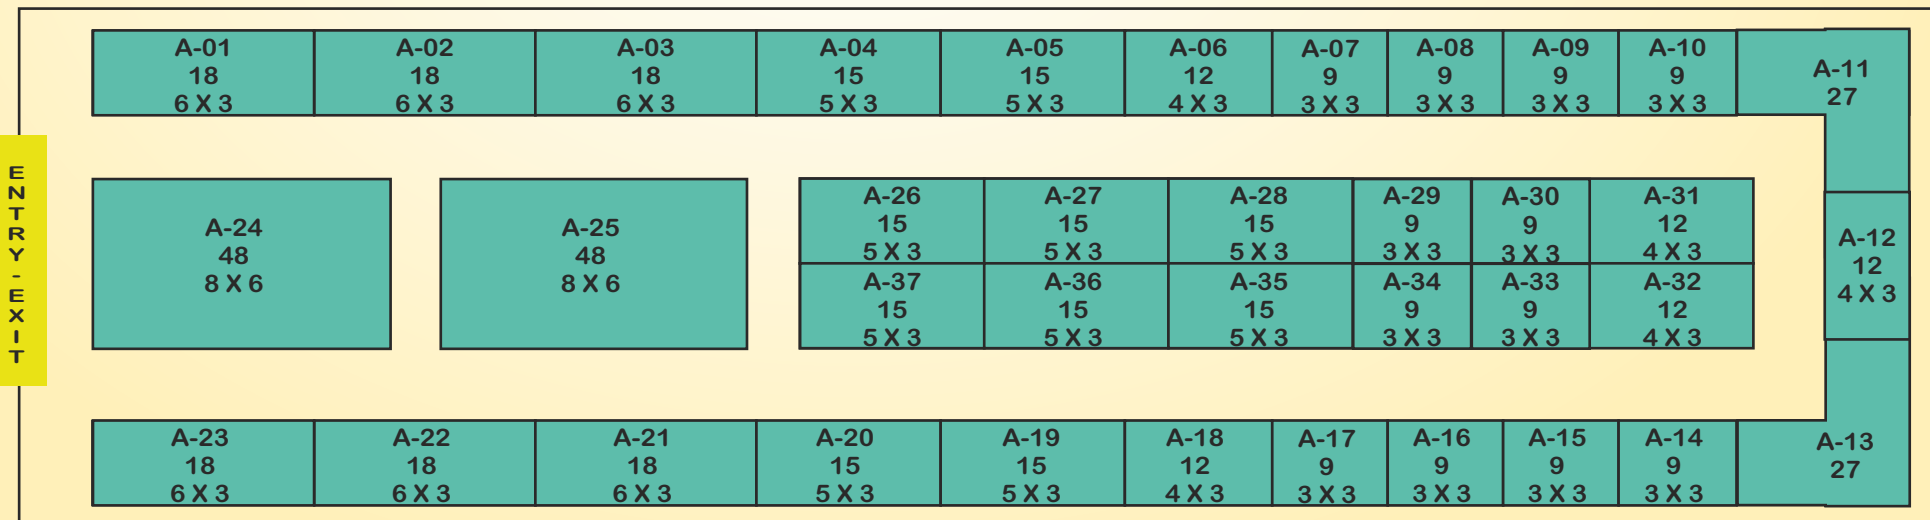 A-01
18
6 X 3
A-02
18
6 X 3
A-03
18
6 X 3
A-04
15
5 X 3
A-05
15
5 X 3
A-06
12
4 X 3
A-07
9
3 X 3
A-08
9
3 X 3
A-09
9
3 X 3
A-10
9
3 X 3
A-11
27
ENTRY - EXIT
A-24
48
8 X 6
A-25
48
8 X 6
A-26
15
5 X 3
A-27
15
5 X 3
A-28
15
5 X 3
A-29
9
3 X 3
A-30
9
3 X 3
A-31
12
4 X 3
A-12
12
4 X 3
A-37
15
5 X 3
A-36
15
5 X 3
A-35
15
5 X 3
A-34
9
3 X 3
A-33
9
3 X 3
A-32
12
4 X 3
A-23
18
6 X 3
A-22
18
6 X 3
A-21
18
6 X 3
A-20
15
5 X 3
A-19
15
5 X 3
A-18
12
4 X 3
A-17
9
3 X 3
A-16
9
3 X 3
A-15
9
3 X 3
A-14
9
3 X 3
A-13
27